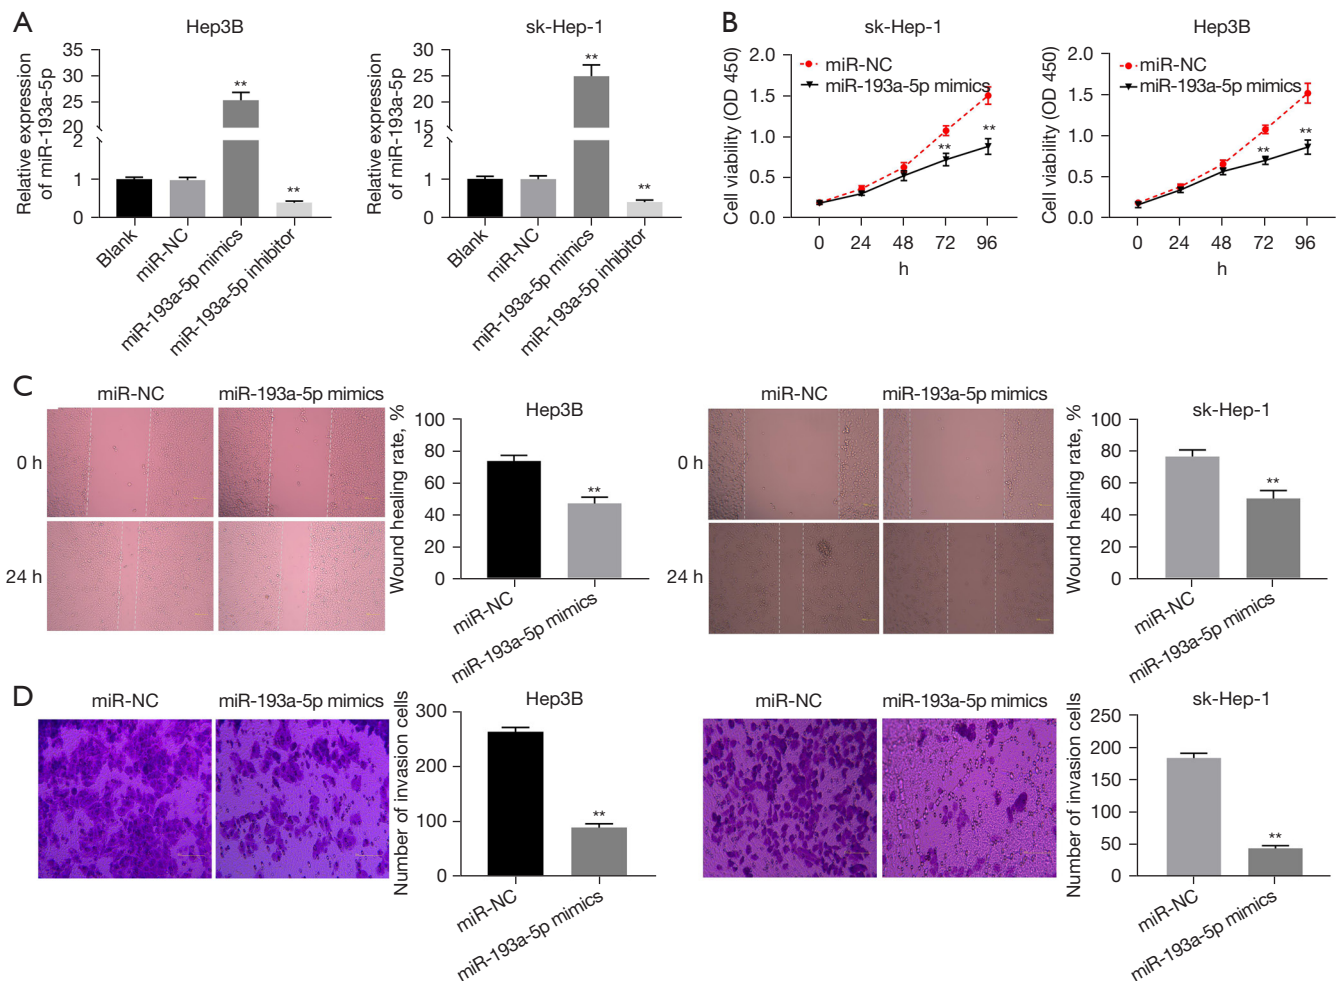 A
Hep3B
Relative expression
of miR-193a-5p
35
30
25
20
2
1
0
**
**
Blank
miR-NC
miR-193a-5p mimics
miR-193a-5p inhibitor
sk-Hep-1
Relative expression
of miR-193a-5p
30
25
20
15
2
1
0
**
**
Blank
miR-NC
miR-193a-5p mimics
miR-193a-5p inhibitor
B
sk-Hep-1
Cell viability (OD 450)
2.0
1.5
1.0
0.5
0.0
miR-NC
miR-193a-5p mimics
**
**
0 24 48 72 96
h
Hep3B
Cell viability (OD 450)
2.0
1.5
1.0
0.5
0.0
miR-NC
miR-193a-5p mimics
**
**
0 24 48 72 96
h
C
miR-NC miR-193a-5p mimics
0 h
24 h
Hep3B
Wound healing rate, %
100
80
60
40
20
0
**
miR-NC
miR-193a-5p mimics
miR-NC miR-193a-5p mimics
0 h
24 h
sk-Hep-1
Wound healing rate, %
100
80
60
40
20
0
**
miR-NC
miR-193a-5p mimics
D
miR-NC miR-193a-5p mimics
Hep3B
Number of invasion cells
300
200
100
0
**
miR-NC
miR-193a-5p mimics
miR-NC miR-193a-5p mimics
sk-Hep-1
Number of invasion cells
250
200
150
100
50
0
**
miR-NC
miR-193a-5p mimics